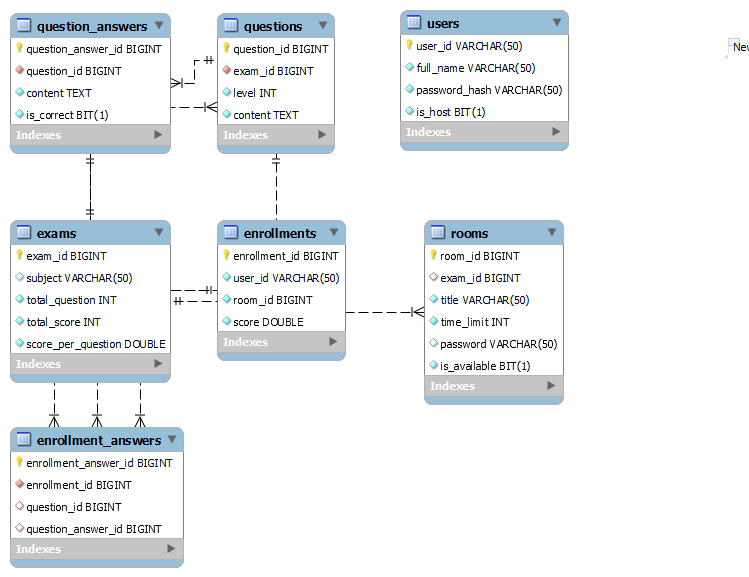 question_answers
question_answer_id BIGINT
question_id BIGINT
content TEXT
is_correct BIT(1)
Indexes
questions
question_id BIGINT
exam_id BIGINT
level INT
content TEXT
Indexes
users
user_id VARCHAR(50)
full_name VARCHAR(50)
password_hash VARCHAR(50)
is_host BIT(1)
Indexes
New
exams
exam_id BIGINT
subject VARCHAR(50)
total_question INT
total_score INT
score_per_question DOUBLE
Indexes
enrollments
enrollment_id BIGINT
user_id VARCHAR(50)
room_id BIGINT
score DOUBLE
Indexes
rooms
room_id BIGINT
exam_id BIGINT
title VARCHAR(50)
time_limit INT
password VARCHAR(50)
is_available BIT(1)
Indexes
enrollment_answers
enrollment_answer_id BIGINT
enrollment_id BIGINT
question_id BIGINT
question_answer_id BIGINT
Indexes